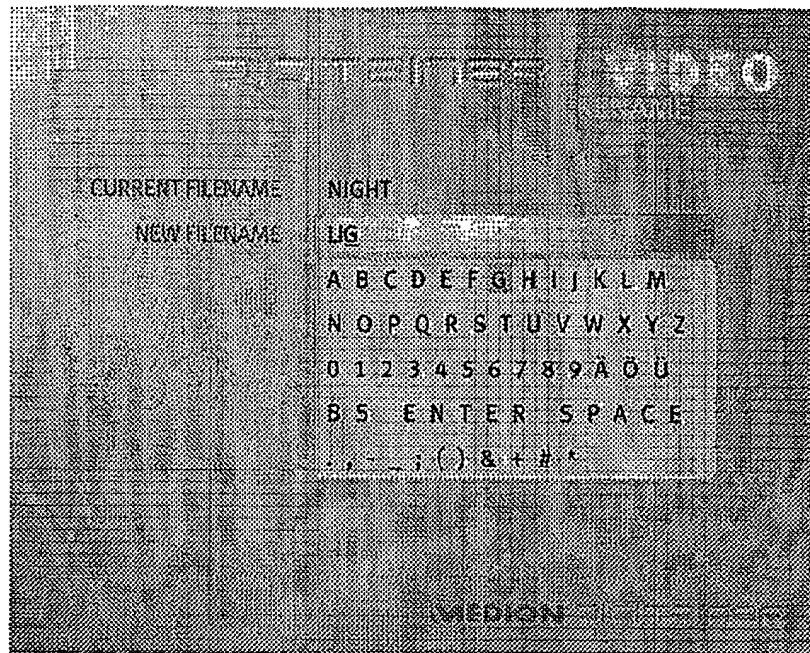 VIDEO
CURRENT FILENAME NIGHT
NEW FILENAME LIG
A B C D E F G H I J K L M
N O P Q R S T U V W X Y Z
0 1 2 3 4 5 6 7 8 9 Ä Ö Ü
BS ENTER SPACE
. , - _ ; ( ) & + # *
MEDION